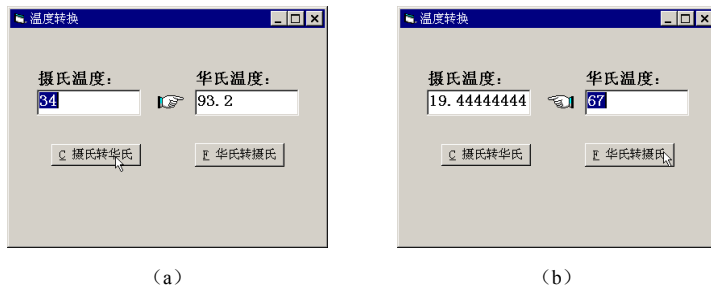 温度转换
摄氏温度： 华氏温度：
34 93.2
C 摄氏转华氏 F 华氏转摄氏
（a）
温度转换
摄氏温度： 华氏温度：
19.44444444 67
C 摄氏转华氏 F 华氏转摄氏
（b）